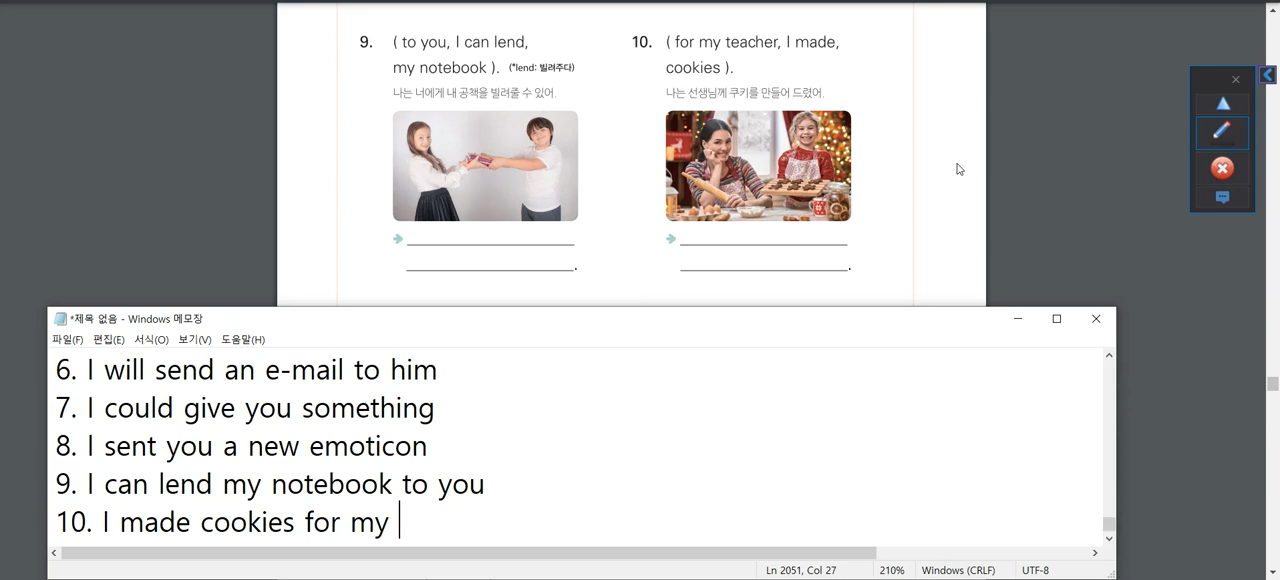 9. ( to you, I can lend,
my notebook ). (*lend: 빌려주다)
나는 너에게 내 공책을 빌려줄 수 있어.
.
10. ( for my teacher, I made,
cookies ).
나는 선생님께 쿠키를 만들어 드렸어.
.
*제목 없음 - Windows 메모장
파일(F) 편집(E) 서식(O) 보기(V) 도움말(H)
6. I will send an e-mail to him
7. I could give you something
8. I sent you a new emoticon
9. I can lend my notebook to you
10. I made cookies for my
Ln 2051, Col 27 210% Windows (CRLF) UTF-8